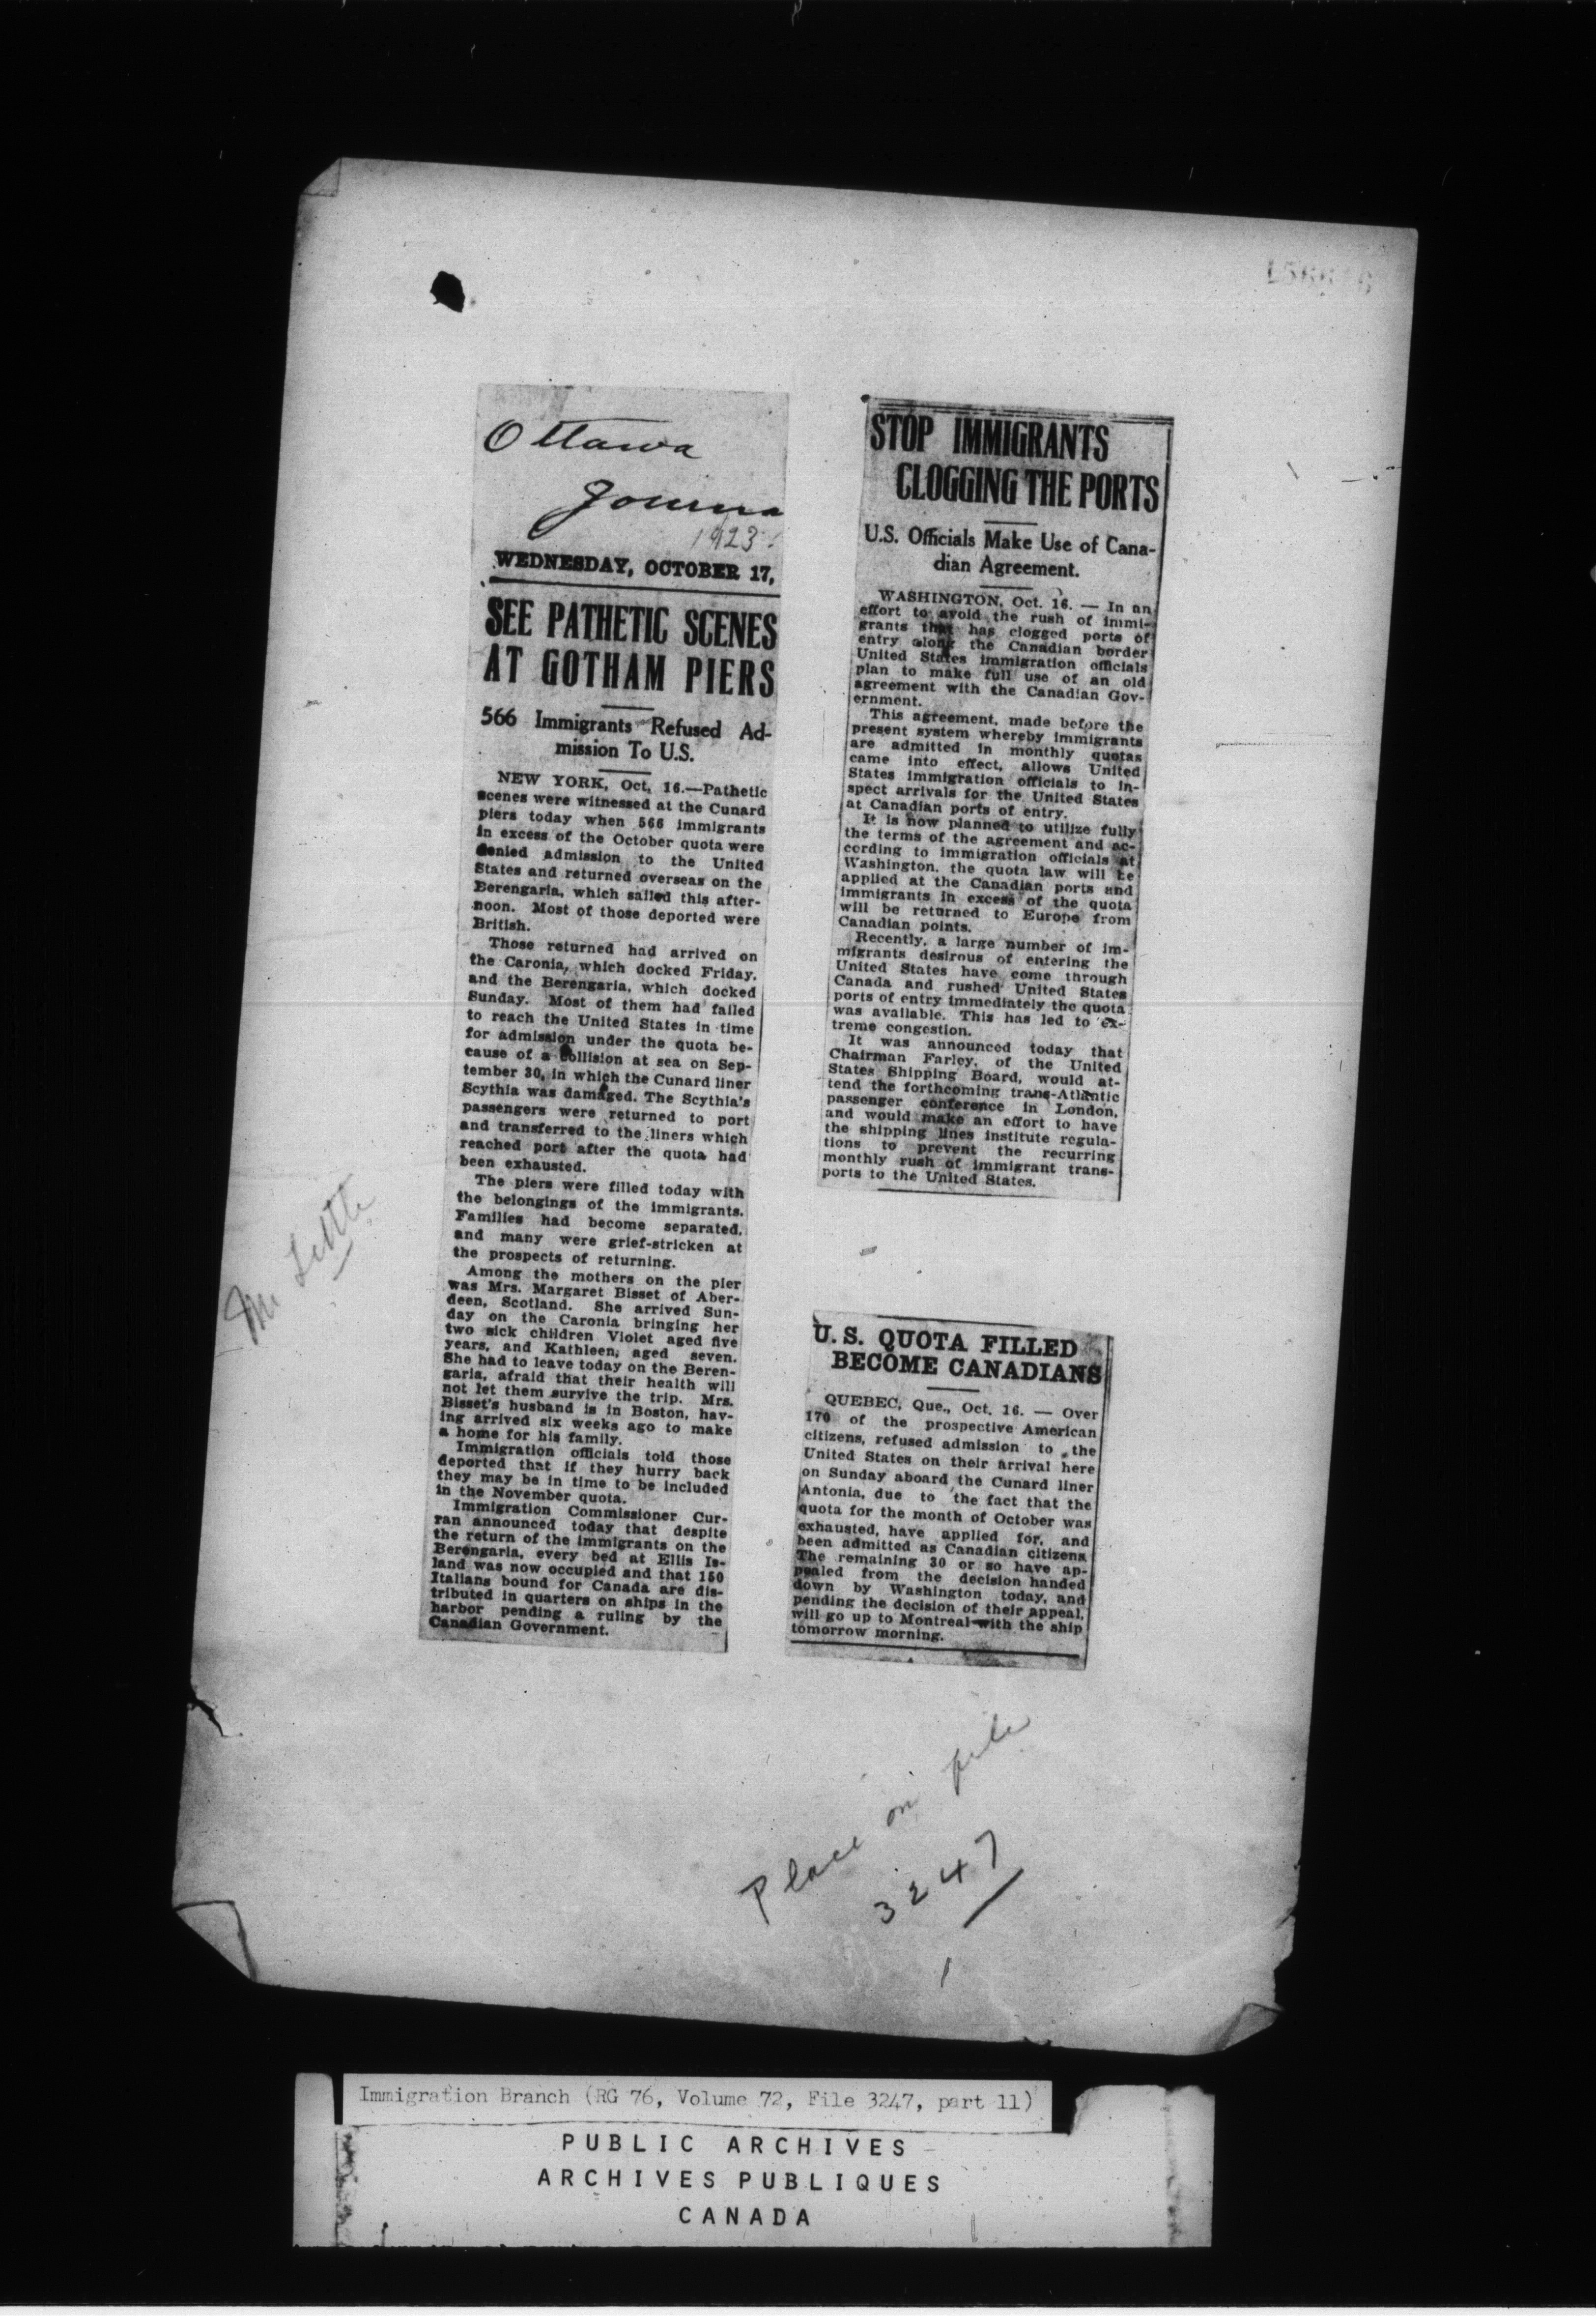 Ottawa
Journa
1923.
WEDNESDAY, OCTOBER 17,
SEE PATHETIC SCENES
AT GOTHAM PIERS
566 Immigrants Refused Ad-
mission To U.S.
NEW YORK, Oct. 16.—Pathetic
scenes were witnessed at the Cunard
piers today when 566 immigrants
in excess of the October quota were
denied admission to the United
States and returned overseas on the
Berengaria, which sailed this after-
noon. Most of those deported were
British.
Those returned had arrived on
the Caronia, which docked Friday,
and the Berengaria, which docked
Sunday. Most of them had failed
to reach the United States in time
for admission under the quota be-
cause of a collision at sea on Sep-
tember 30, in which the Cunard liner
Scythia was damaged. The Scythia's
passengers were returned to port
and transferred to the liners which
reached port after the quota had
been exhausted.
The piers were filled today with
the belongings of the immigrants.
Families had become separated,
and many were grief-stricken at
the prospects of returning.
Among the mothers on the pier
was Mrs. Margaret Bisset of Aber-
deen, Scotland. She arrived Sun-
day on the Caronia bringing her
two sick children Violet aged five
years, and Kathleen, aged seven.
She had to leave today on the Beren-
garia, afraid that their health will
not let them survive the trip. Mrs.
Bisset's husband is in Boston, hav-
ing arrived six weeks ago to make
a home for his family.
Immigration officials told those
deported that if they hurry back
they may be in time to be included
in the November quota.
Immigration Commissioner Cur-
ran announced today that despite
the return of the immigrants on the
Berengaria, every bed at Ellis Is-
land was now occupied and that 150
Italians bound for Canada are dis-
tributed in quarters on ships in the
harbor pending a ruling by the
Canadian Government.
STOP IMMIGRANTS
CLOGGING THE PORTS
U.S. Officials Make Use of Cana-
dian Agreement.
WASHINGTON, Oct. 16. — In an
effort to avoid the rush of immi-
grants that has clogged ports of
entry along the Canadian border
United States immigration officials
plan to make full use of an old
agreement with the Canadian Gov-
ernment.
This agreement, made before the
present system whereby immigrants
are admitted in monthly quotas
came into effect, allows United
States immigration officials to in-
spect arrivals for the United States
at Canadian ports of entry.
It is now planned to utilize fully
the terms of the agreement and ac-
cording to immigration officials at
Washington, the quota law will be
applied at the Canadian ports and
immigrants in excess of the quota
will be returned to Europe from
Canadian points.
Recently, a large number of im-
migrants desirous of entering the
United States have come through
Canada and rushed United States
ports of entry immediately the quota
was available. This has led to ex-
treme congestion.
It was announced today that
Chairman Farley, of the United
States Shipping Board, would at-
tend the forthcoming trans-Atlantic
passenger conference in London,
and would make an effort to have
the shipping lines institute regula-
tions to prevent the recurring
monthly rush of immigrant trans-
ports to the United States.
U. S. QUOTA FILLED
BECOME CANADIANS
QUEBEC, Que., Oct. 16. — Over
170 of the prospective American
citizens, refused admission to the
United States on their arrival here
on Sunday aboard the Cunard liner
Antonia, due to the fact that the
quota for the month of October was
exhausted, have applied for, and
been admitted as Canadian citizens
The remaining 30 or so have ap-
pealed from the decision handed
down by Washington today, and
pending the decision of their appeal,
will go up to Montreal with the ship
tomorrow morning.
Place on file
3247
Immigration Branch (RG 76, Volume 72, File 3247, part 11)
PUBLIC ARCHIVES
ARCHIVES PUBLIQUES
CANADA